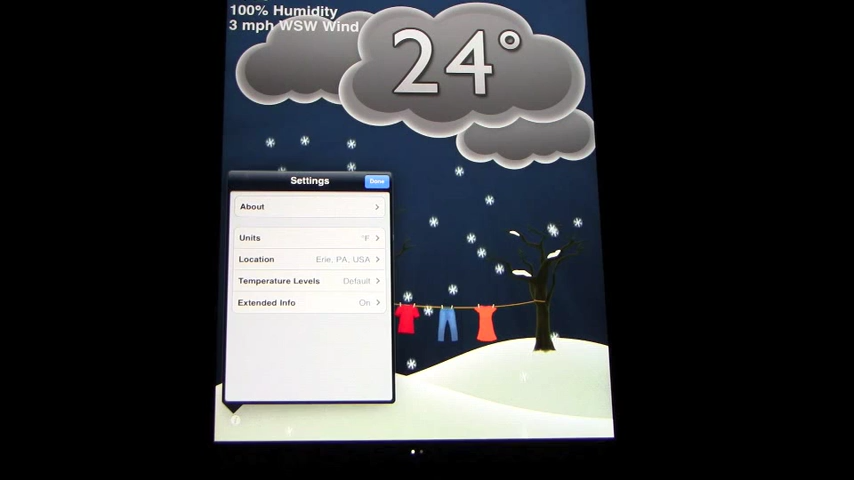 100% Humidity
3 mph WSW Wind
24°
Settings
Done
About
Units °F
Location Erie, PA, USA
Temperature Levels Default
Extended Info On